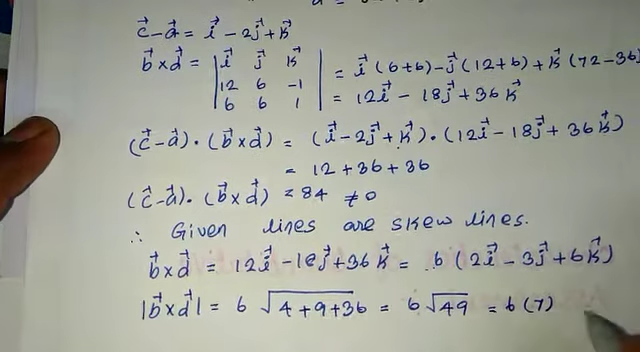 c⃗ - a⃗ = i⃗ - 2j⃗ + k⃗
b⃗ × d⃗ = | i⃗ j⃗ k⃗ | = i⃗ (6+6) - j⃗ (12+6) + k⃗ (72-36
| 12 6 -1 |
| 6 6 1 | = 12i⃗ - 18j⃗ + 36k⃗
(c⃗ - a⃗) · (b⃗ × d⃗) = (i⃗ - 2j⃗ + k⃗) · (12i⃗ - 18j⃗ + 36k⃗)
= 12 + 36 + 36
(c⃗ - a⃗) · (b⃗ × d⃗) = 84 ≠ 0
∴ Given lines are skew lines.
b⃗ × d⃗ = 12i⃗ - 18j⃗ + 36k⃗ = 6 (2i⃗ - 3j⃗ + 6k⃗)
|b⃗ × d⃗| = 6 √4+9+36 = 6√49 = 6(7)